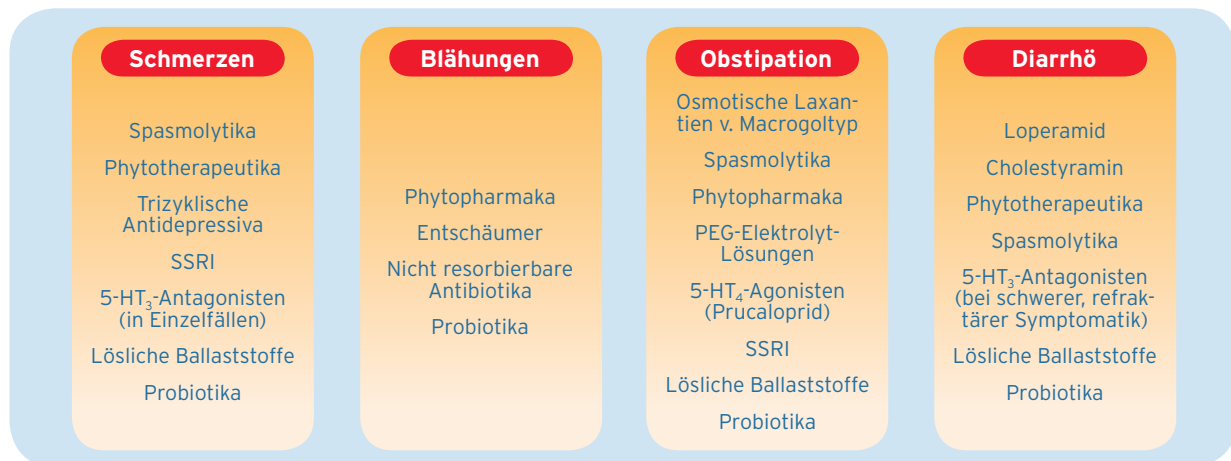 Schmerzen
Spasmolytika
Phytotherapeutika
Trizyklische
Antidepressiva
SSRI
5-HT₃-Antagonisten
(in Einzelfällen)
Lösliche Ballaststoffe
Probiotika
Blähungen
Phytopharmaka
Entschäumer
Nicht resorbierbare
Antibiotika
Probiotika
Obstipation
Osmotische Laxan-
tien v. Macrogoltyp
Spasmolytika
Phytopharmaka
PEG-Elektrolyt-
Lösungen
5-HT₄-Agonisten
(Prucaloprid)
SSRI
Lösliche Ballaststoffe
Probiotika
Diarrhö
Loperamid
Cholestyramin
Phytotherapeutika
Spasmolytika
5-HT₃-Antagonisten
(bei schwerer, refrak-
tärer Symptomatik)
Lösliche Ballaststoffe
Probiotika